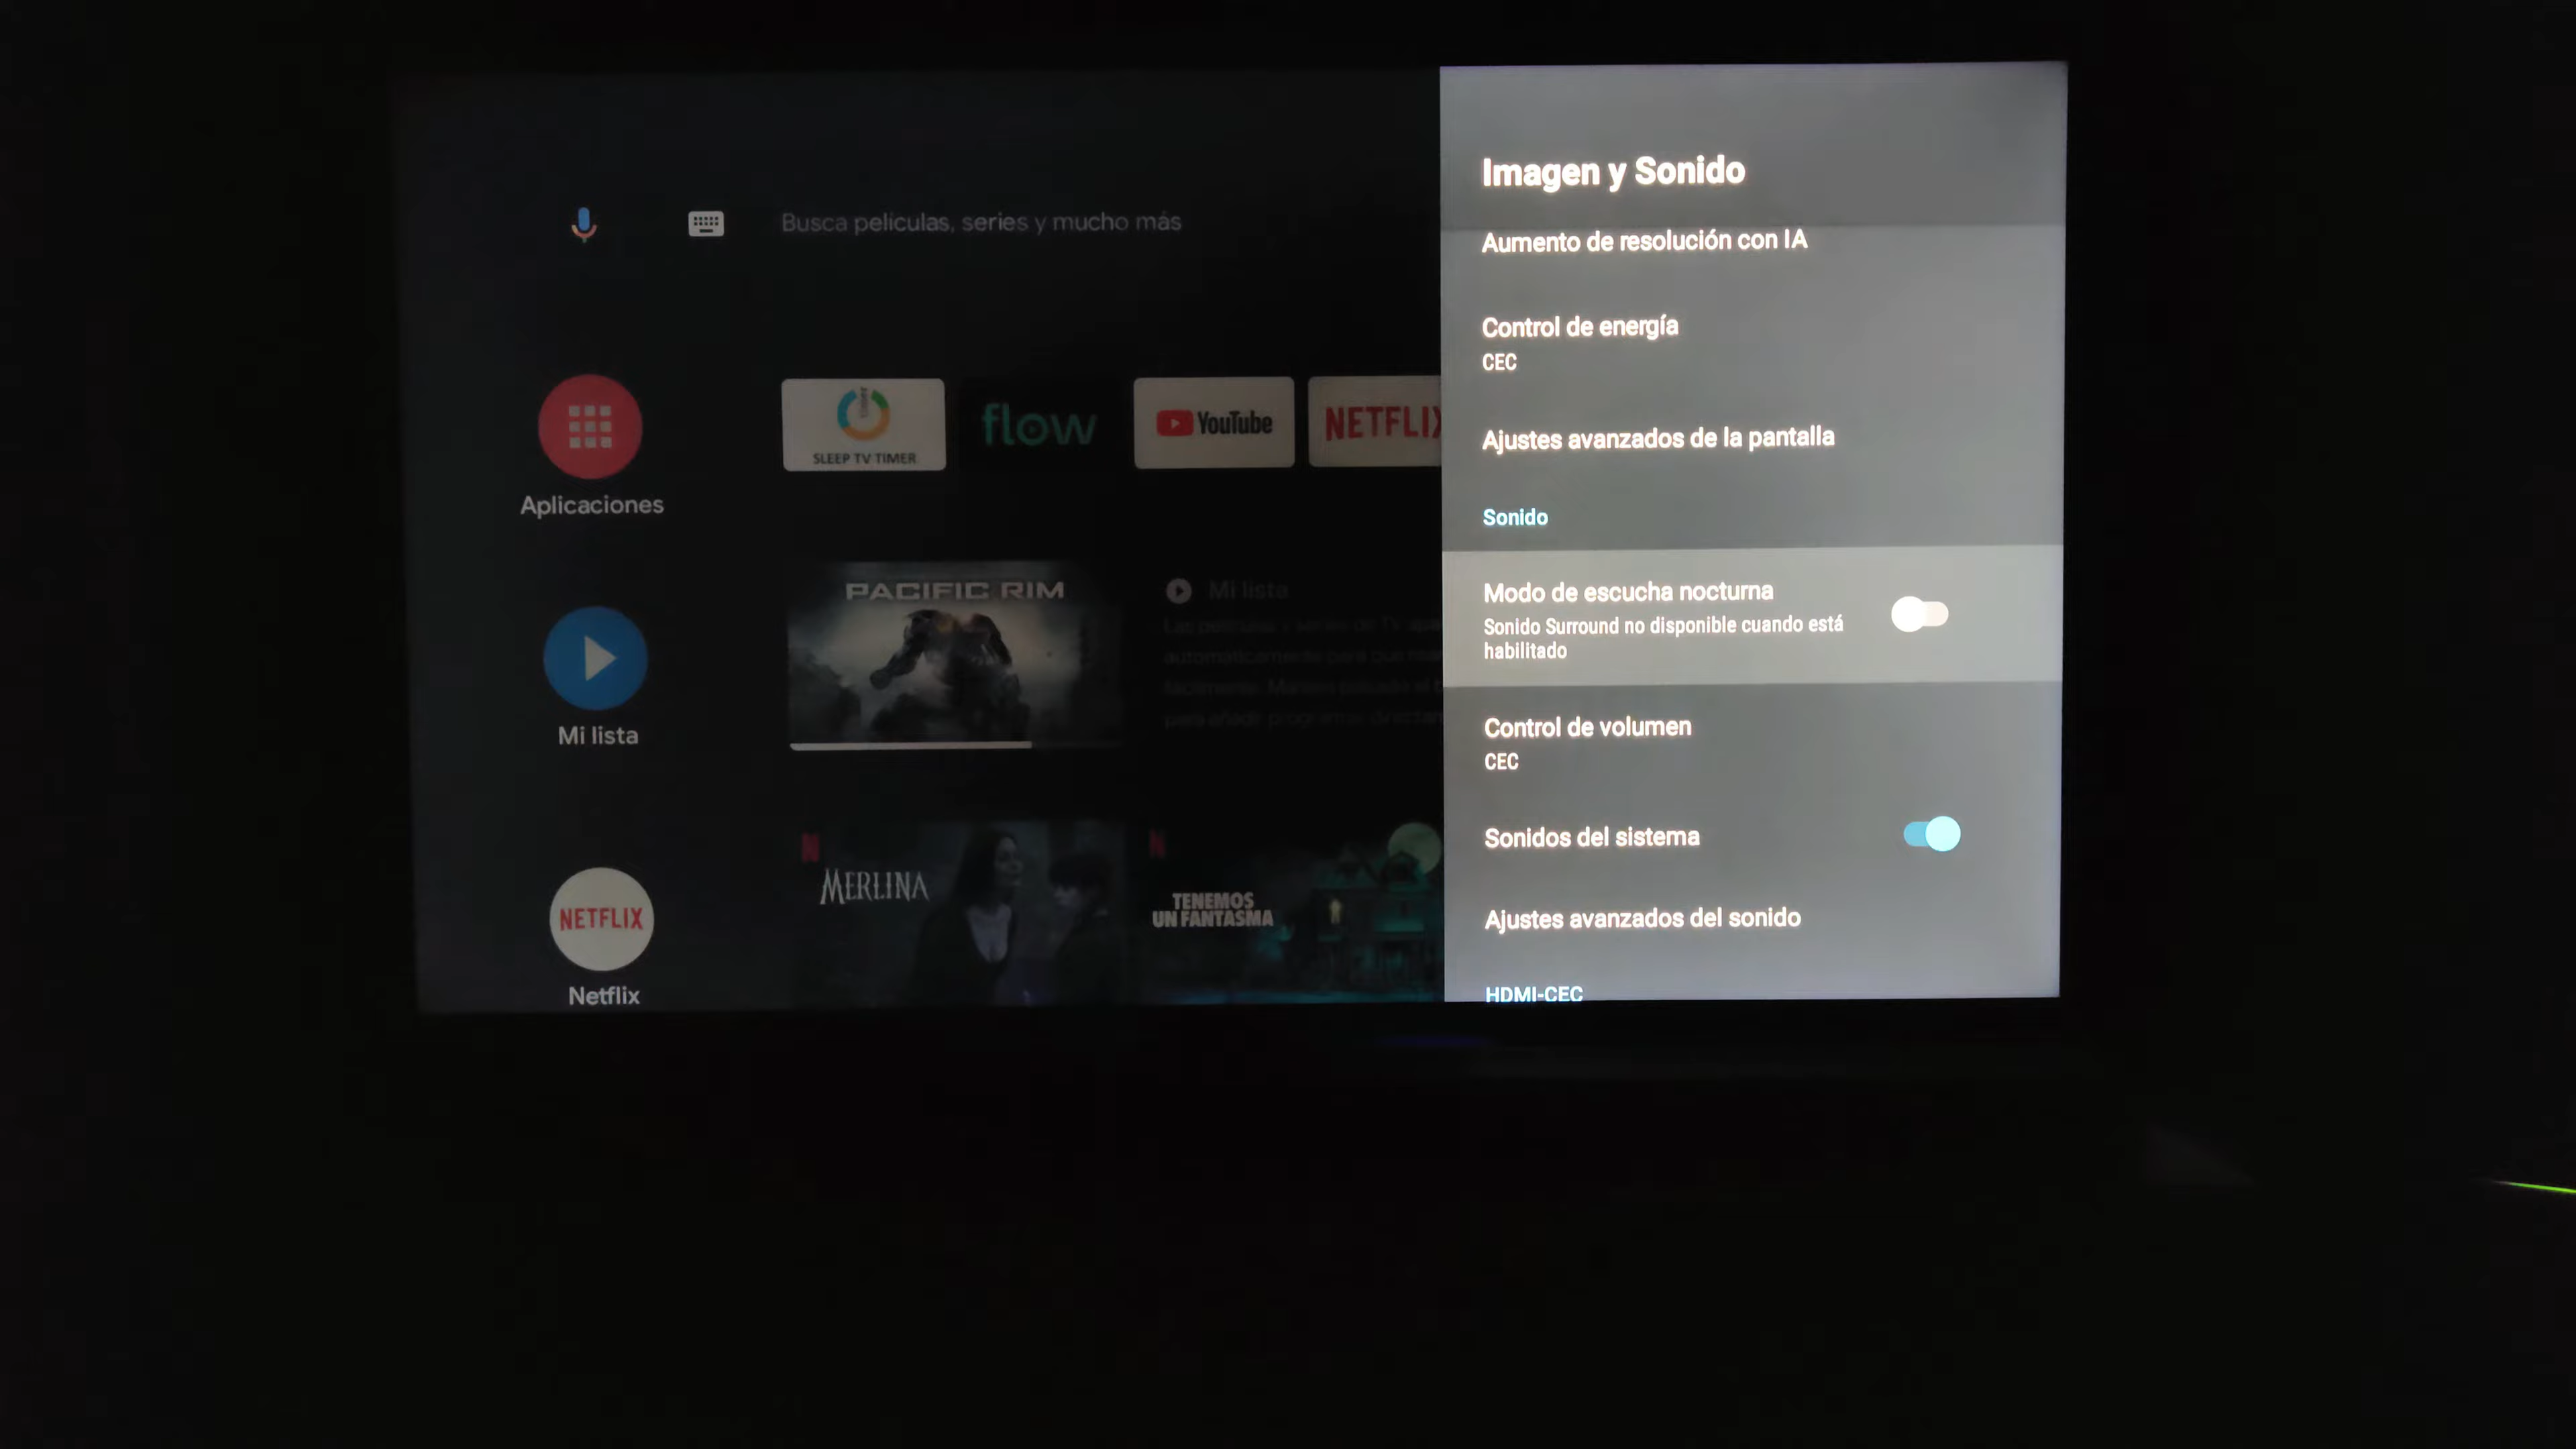 Busca películas, series y mucho más
SLEEP TV TIMER
flow
YouTube
NETFLIX
Aplicaciones
PACIFIC RIM
Mi lista
Mi lista
N
MERLINA
N
TENEMOS
UN FANTASMA
NETFLIX
Netflix
Imagen y Sonido
Aumento de resolución con IA
Control de energía
CEC
Ajustes avanzados de la pantalla
Sonido
Modo de escucha nocturna
Sonido Surround no disponible cuando está
habilitado
Control de volumen
CEC
Sonidos del sistema
Ajustes avanzados del sonido
HDMI-CEC